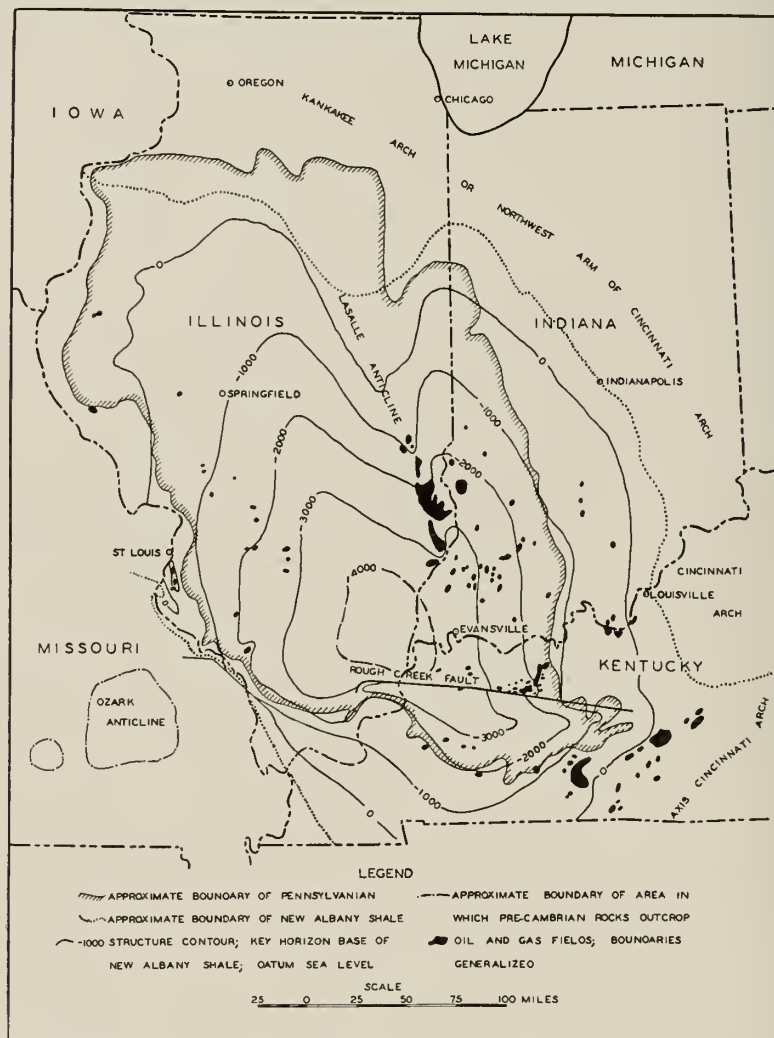 LAKE
MICHIGAN
MICHIGAN
OREGON
CHICAGO
IOWA
KANKAKEE
ARCH
OR
NORTHWEST ARM OF CINCINNATI
ARCH
0
ILLINOIS
LASALLE
ANTICLINE
INDIANA
0
-1000
SPRINGFIELD
-1000
INDIANAPOLIS
-2000
-2000
-3000
ST LOUIS
4000
0
CINCINNATI
LOUISVILLE
ARCH
EVANSVILLE
MISSOURI
KENTUCKY
ROUGH CREEK FAULT
OZARK
ANTICLINE
3000
-2000
-1000
0
0
AXIS CINCINNATI ARCH
LEGEND
APPROXIMATE BOUNOARY OF PENNSYLVANIAN
APPROXIMATE BOUNDARY OF NEW ALBANY SHALE
-1000 STRUCTURE CONTOUR; KEY HORIZON BASE OF
NEW ALBANY SHALE; OATUM SEA LEVEL
APPROXIMATE BOUNDARY OF AREA IN
WHICH PRE-CAMBRIAN ROCKS OUTCROP
OIL AND GAS FIELOS; BOUNOARIES
GENERALIZEO
SCALE
25 0 25 50 75 100 MILES